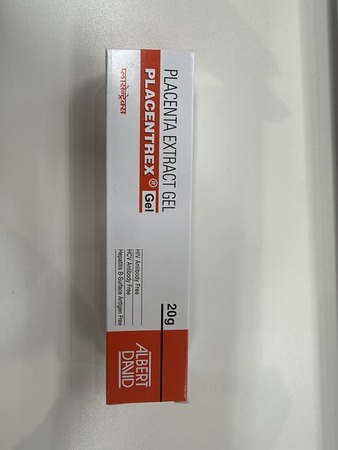 PLACENTA EXTRACT GEL
PLACENTREX® Gel
प्लासेन्ट्रेक्स
20g
HIV Antibody Free
HCV Antibody Free
Hepatitis B-Surface Antigen Free
ALBERT
DAVID